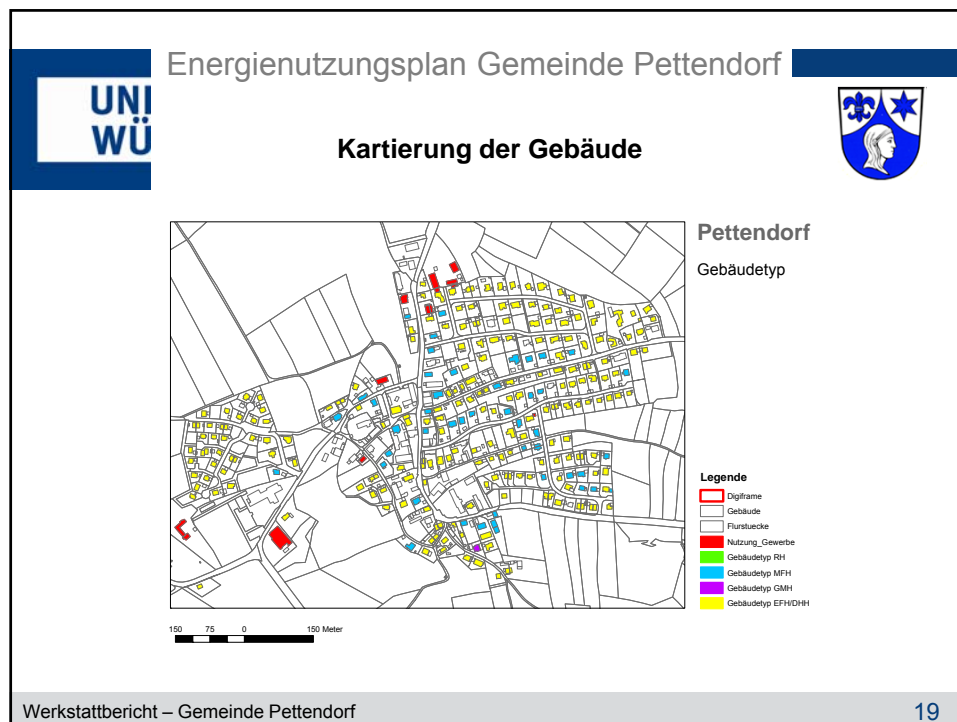 Energienutzungsplan Gemeinde Pettendorf
UNI
WÜ
Kartierung der Gebäude
Pettendorf
Gebäudetyp
Legende
Digiframe
Gebäude
Flurstuecke
Nutzung_Gewerbe
Gebäudetyp RH
Gebäudetyp MFH
Gebäudetyp GMH
Gebäudetyp EFH/DHH
150 75 0 150 Meter
Werkstattbericht – Gemeinde Pettendorf 19